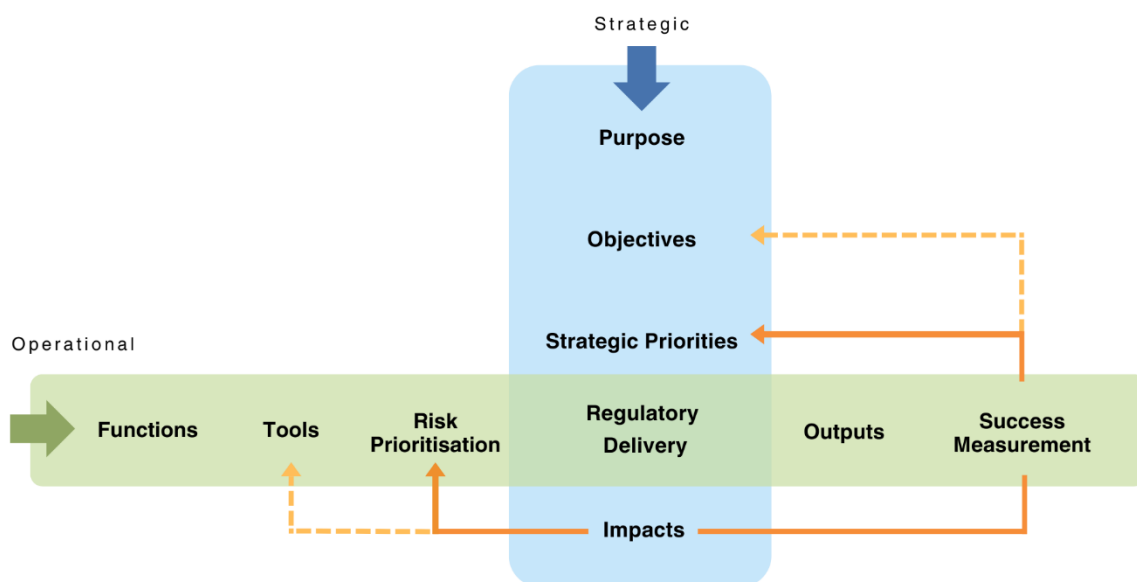 Strategic
Purpose
Objectives
Strategic Priorities
Operational
Functions
Tools
Risk
Prioritisation
Regulatory
Delivery
Outputs
Success
Measurement
Impacts